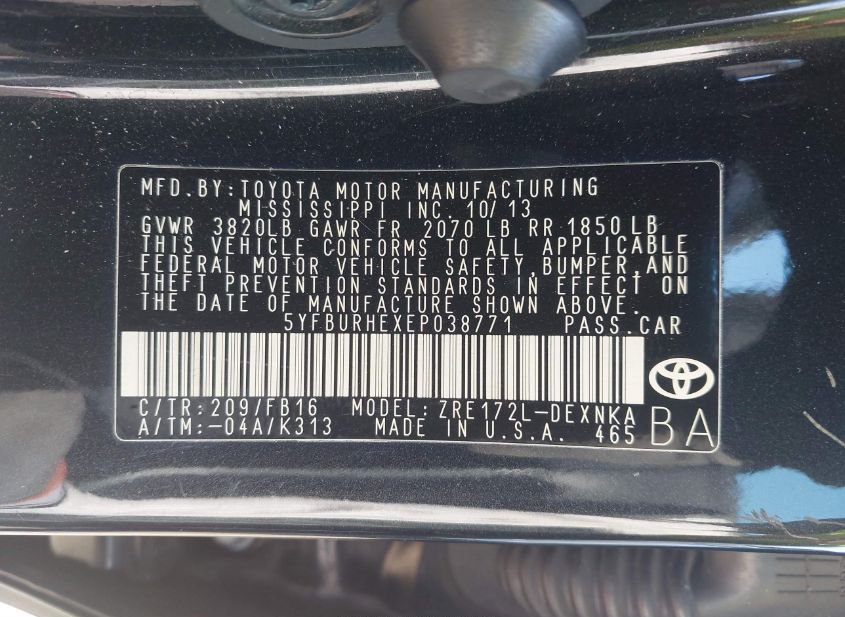 MFD.BY:TOYOTA MOTOR MANUFACTURING
MISSISSIPPI INC. 10/13
GVWR 3820LB GAWR FR 2070 LB RR 1850 LB
THIS VEHICLE CONFORMS TO ALL APPLICABLE
FEDERAL MOTOR VEHICLE SAFETY,BUMPER,AND
THEFT PREVENTION STANDARDS IN EFFECT ON
THE DATE OF MANUFACTURE SHOWN ABOVE.
5YFBURHEXEP038771 PASS.CAR
C/TR:209/FB16 MODEL:ZRE172L-DEXNKA
A/TM:-04A/K313 MADE IN U.S.A. 465 BA